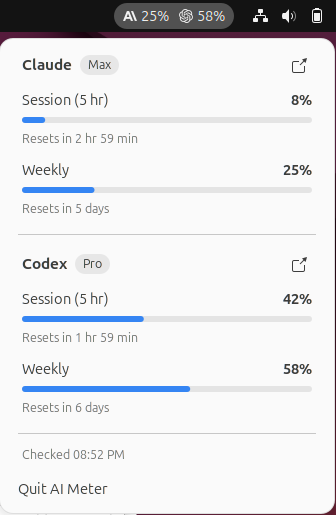 A\ 25% 58%
Claude Max
Session (5 hr) 8%
Resets in 2 hr 59 min
Weekly 25%
Resets in 5 days
Codex Pro
Session (5 hr) 42%
Resets in 1 hr 59 min
Weekly 58%
Resets in 6 days
Checked 08:52 PM
Quit AI Meter